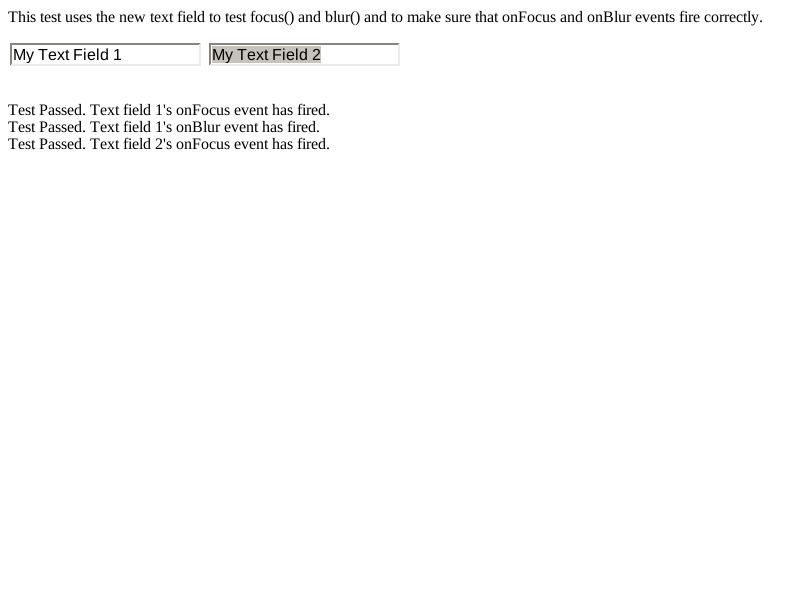 This test uses the new text field to test focus() and blur() and to make sure that onFocus and onBlur events fire correctly.
My Text Field 1 My Text Field 2
Test Passed. Text field 1's onFocus event has fired.
Test Passed. Text field 1's onBlur event has fired.
Test Passed. Text field 2's onFocus event has fired.